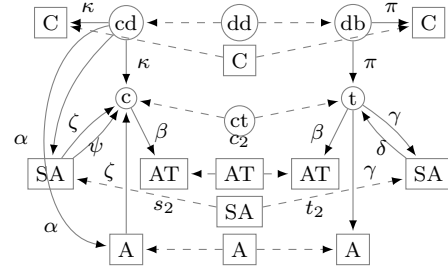 C κ cd dd db π C
C
κ π
c ct t
α ζ ψ β c₂ β γ δ
SA ζ AT AT AT γ SA
s₂ SA t₂
α
A A A